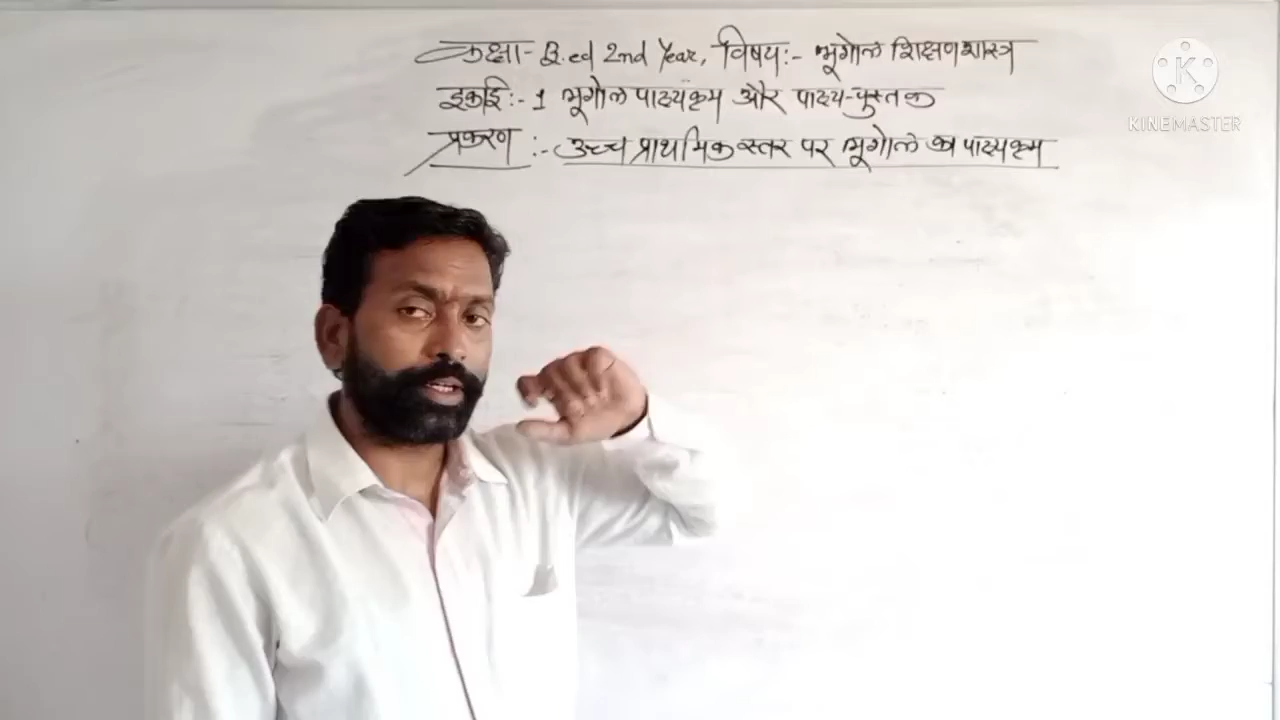 कक्षा- B.ed 2nd Year, विषय:- भूगोल शिक्षणशास्त्र
इकाई:- 1 भूगोल पाठ्यक्रम और पाठ्य-पुस्तक
प्रकरण :- उच्च प्राथमिक स्तर पर भूगोल का पाठ्यक्रम
K
KINEMASTER